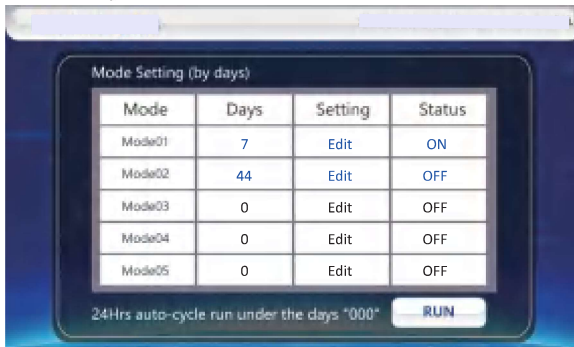 Mode Setting (by days)
Mode Days Setting Status
Mode01 7 Edit ON
Mode02 44 Edit OFF
Mode03 0 Edit OFF
Mode04 0 Edit OFF
Mode05 0 Edit OFF
24Hrs auto-cycle run under the days "000" RUN